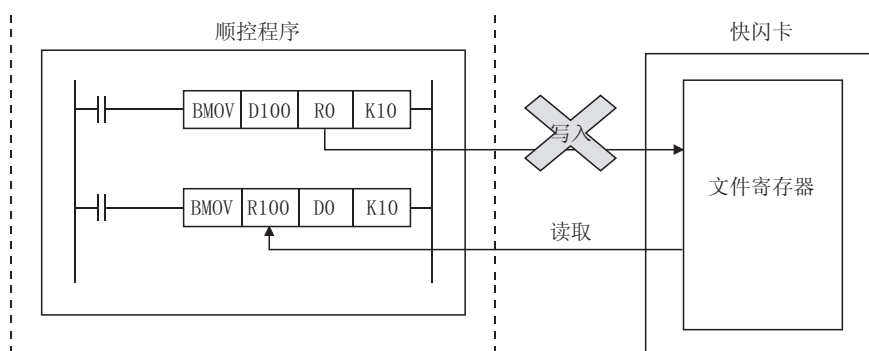 顺控程序
快闪卡
BMOV D100 R0 K10
写入
文件寄存器
BMOV R100 D0 K10
读取